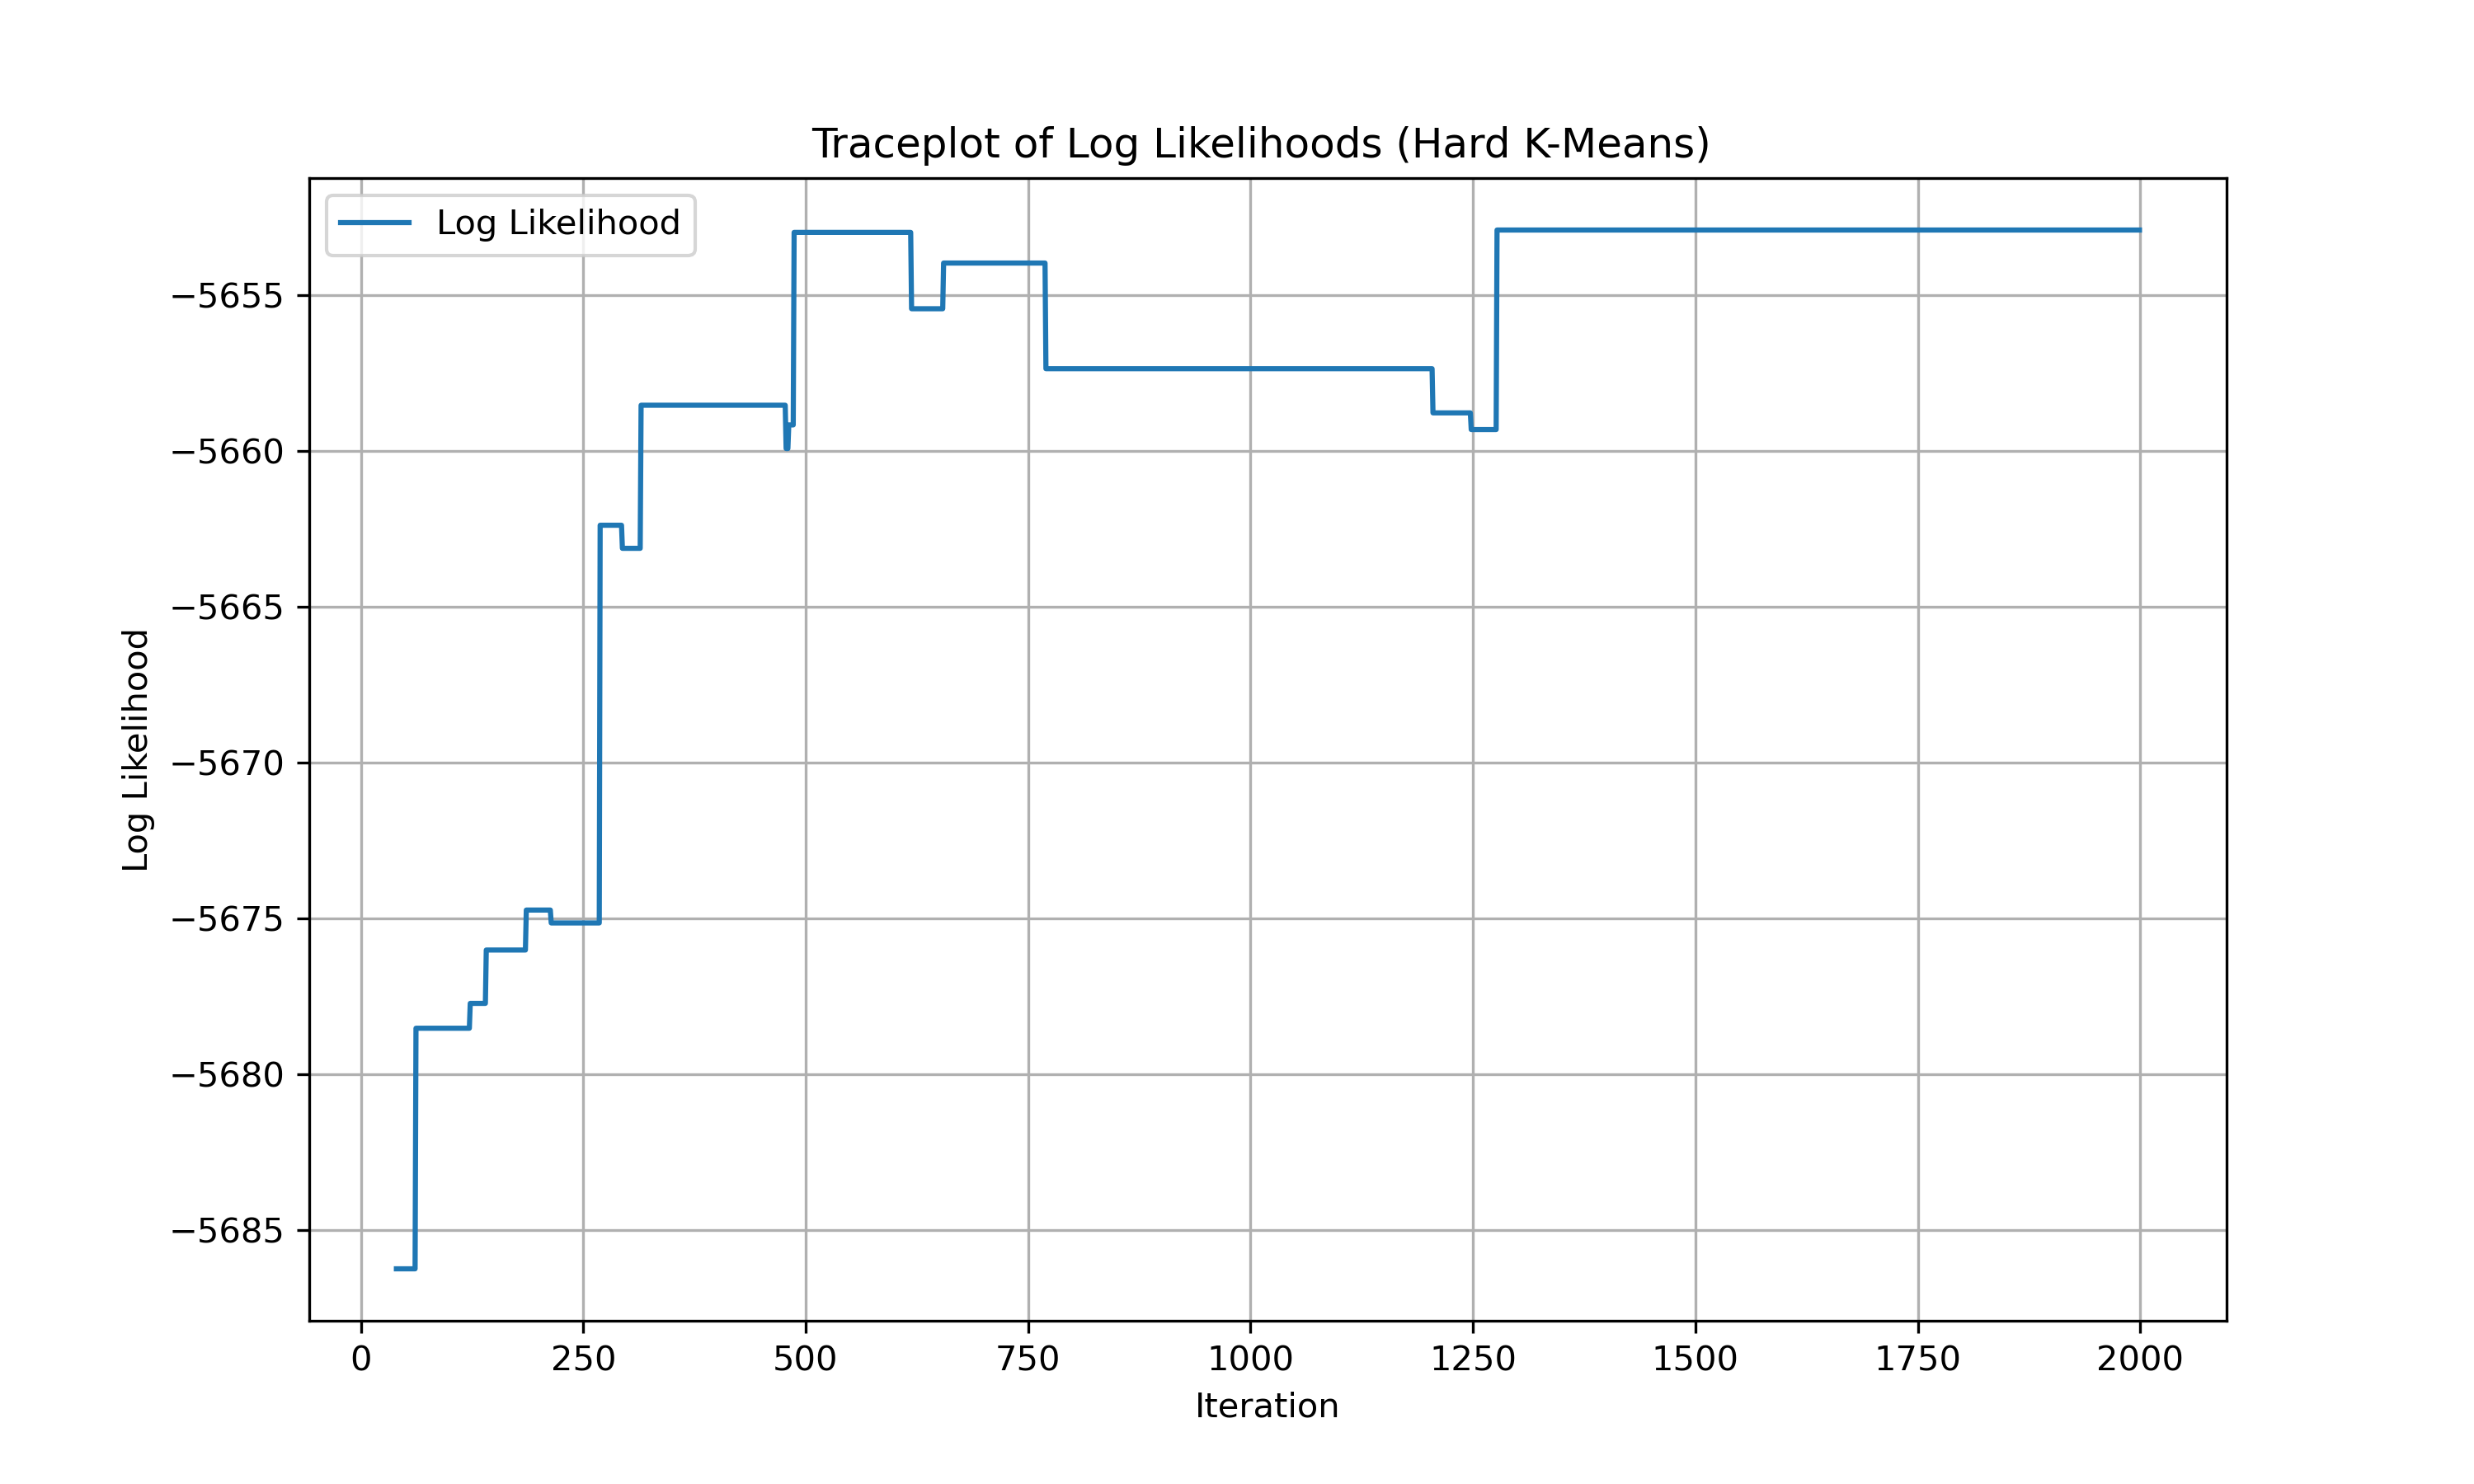 Traceplot of Log Likelihoods (Hard K-Means)
Log Likelihood
−5655
−5660
−5665
−5670
−5675
−5680
−5685
Log Likelihood
0 250 500 750 1000 1250 1500 1750 2000
Iteration